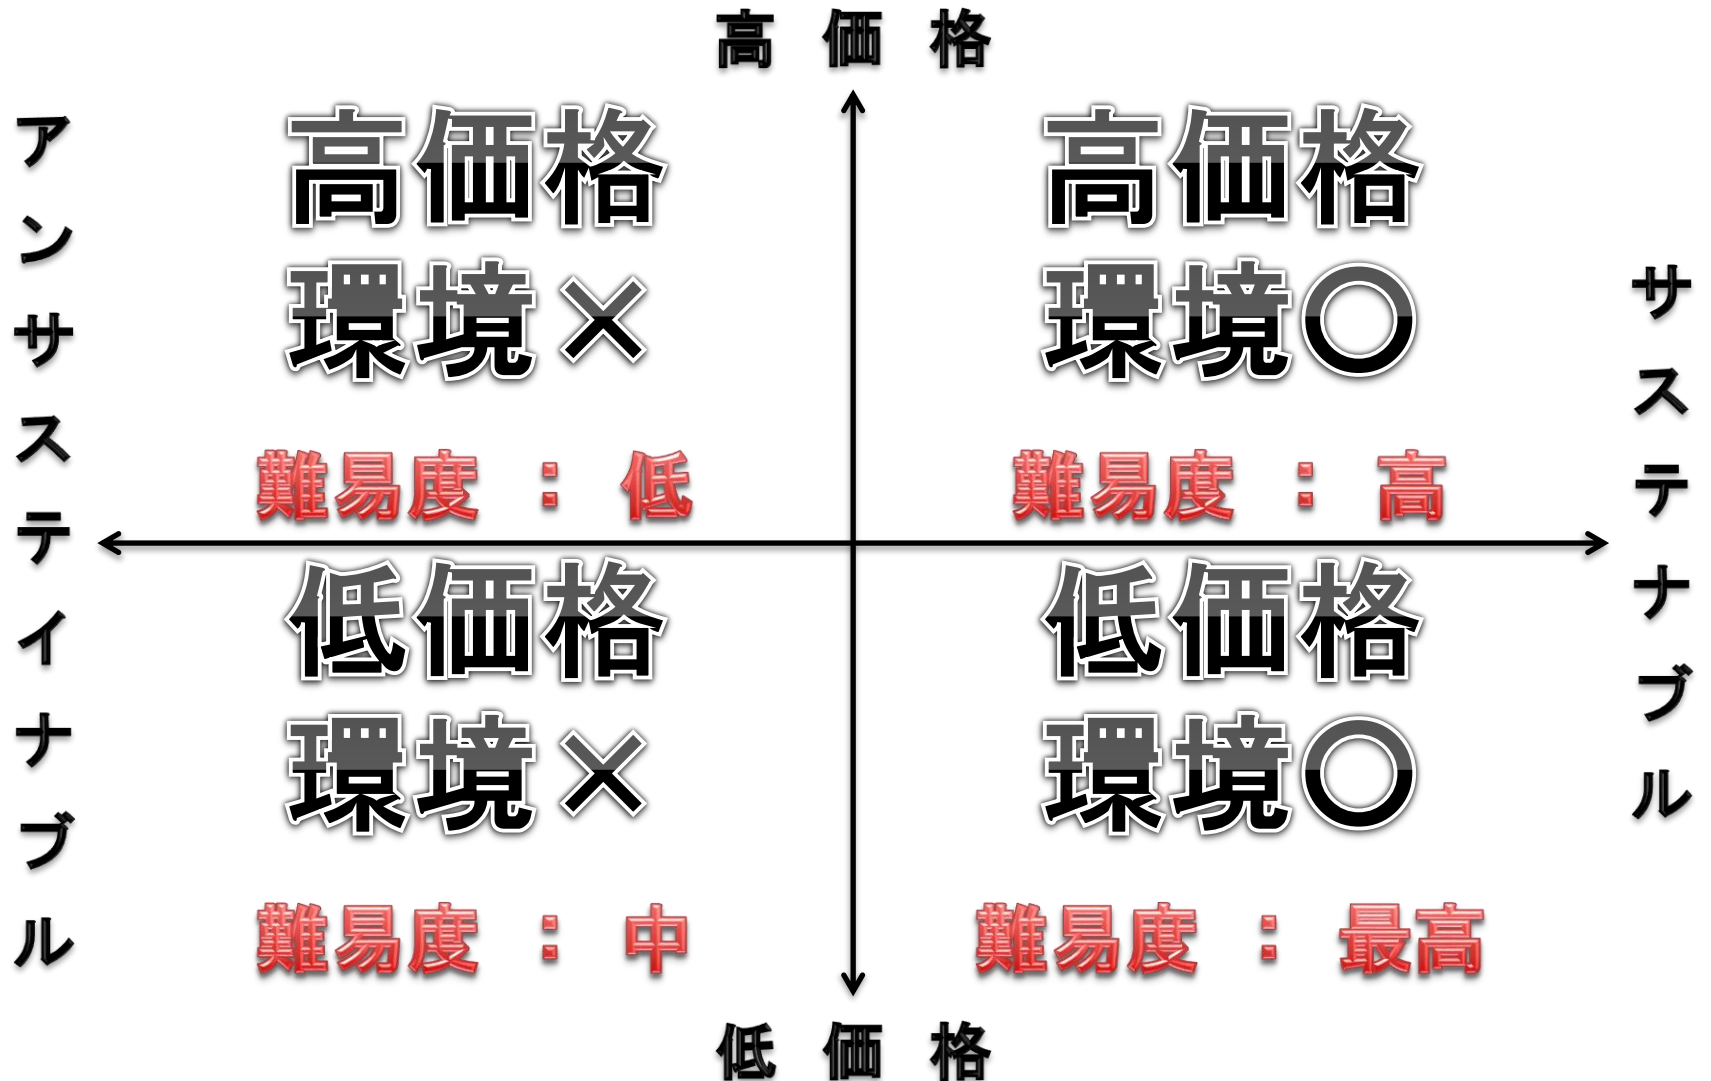 高価格
アンサスティナブル
高価格
環境×
難易度：低
高価格
環境○
難易度：高
サステナブル
低価格
環境×
難易度：中
低価格
環境○
難易度：最高
低価格